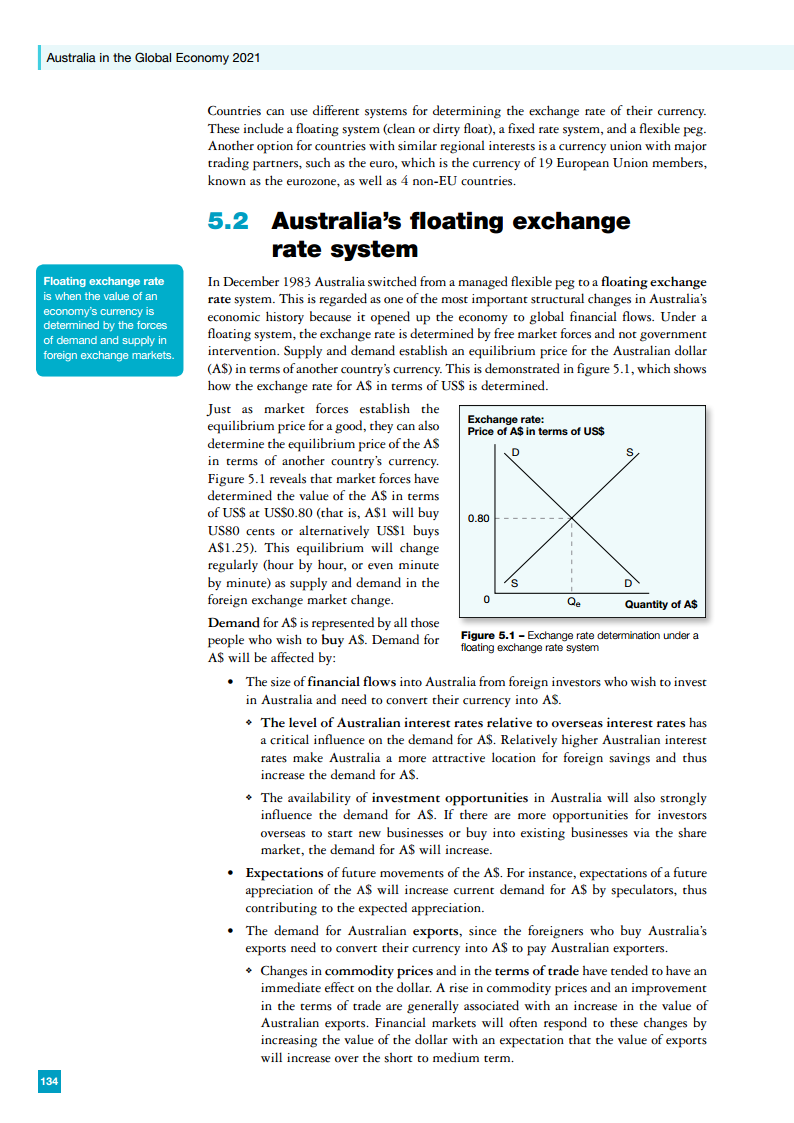 Australia in the Global Economy 2021
Countries can use different systems for determining the exchange rate of their currency.
These include a floating system (clean or dirty float), a fixed rate system, and a flexible peg.
Another option for countries with similar regional interests is a currency union with major
trading partners, such as the euro, which is the currency of 19 European Union members,
known as the eurozone, as well as 4 non-EU countries.
5.2 Australia's floating exchange
rate system
Floating exchange rate
is when the value of an
economy's currency is
determined by the forces
of demand and supply in
foreign exchange markets.
In December 1983 Australia switched from a managed flexible peg to a floating exchange
rate system. This is regarded as one of the most important structural changes in Australia's
economic history because it opened up the economy to global financial flows. Under a
floating system, the exchange rate is determined by free market forces and not government
intervention. Supply and demand establish an equilibrium price for the Australian dollar
(A$) in terms of another country's currency. This is demonstrated in figure 5.1, which shows
how the exchange rate for A$ in terms of US$ is determined.
Just as market forces establish the
equilibrium price for a good, they can also
determine the equilibrium price of the A$
in terms of another country's currency.
Figure 5.1 reveals that market forces have
determined the value of the A$ in terms
of US$ at US$0.80 (that is, A$1 will buy
US80 cents or alternatively US$1 buys
A$1.25). This equilibrium will change
regularly (hour by hour, or even minute
by minute) as supply and demand in the
foreign exchange market change.
Demand for A$ is represented by all those
people who wish to buy A$. Demand for
A$ will be affected by:
Exchange rate:
Price of A$ in terms of US$
D S
0.80
S D
0 Qe Quantity of A$
Figure 5.1 – Exchange rate determination under a
floating exchange rate system
• The size of financial flows into Australia from foreign investors who wish to invest
in Australia and need to convert their currency into A$.
❖ The level of Australian interest rates relative to overseas interest rates has
a critical influence on the demand for A$. Relatively higher Australian interest
rates make Australia a more attractive location for foreign savings and thus
increase the demand for A$.
❖ The availability of investment opportunities in Australia will also strongly
influence the demand for A$. If there are more opportunities for investors
overseas to start new businesses or buy into existing businesses via the share
market, the demand for A$ will increase.
• Expectations of future movements of the A$. For instance, expectations of a future
appreciation of the A$ will increase current demand for A$ by speculators, thus
contributing to the expected appreciation.
• The demand for Australian exports, since the foreigners who buy Australia's
exports need to convert their currency into A$ to pay Australian exporters.
❖ Changes in commodity prices and in the terms of trade have tended to have an
immediate effect on the dollar. A rise in commodity prices and an improvement
in the terms of trade are generally associated with an increase in the value of
Australian exports. Financial markets will often respond to these changes by
increasing the value of the dollar with an expectation that the value of exports
will increase over the short to medium term.
134